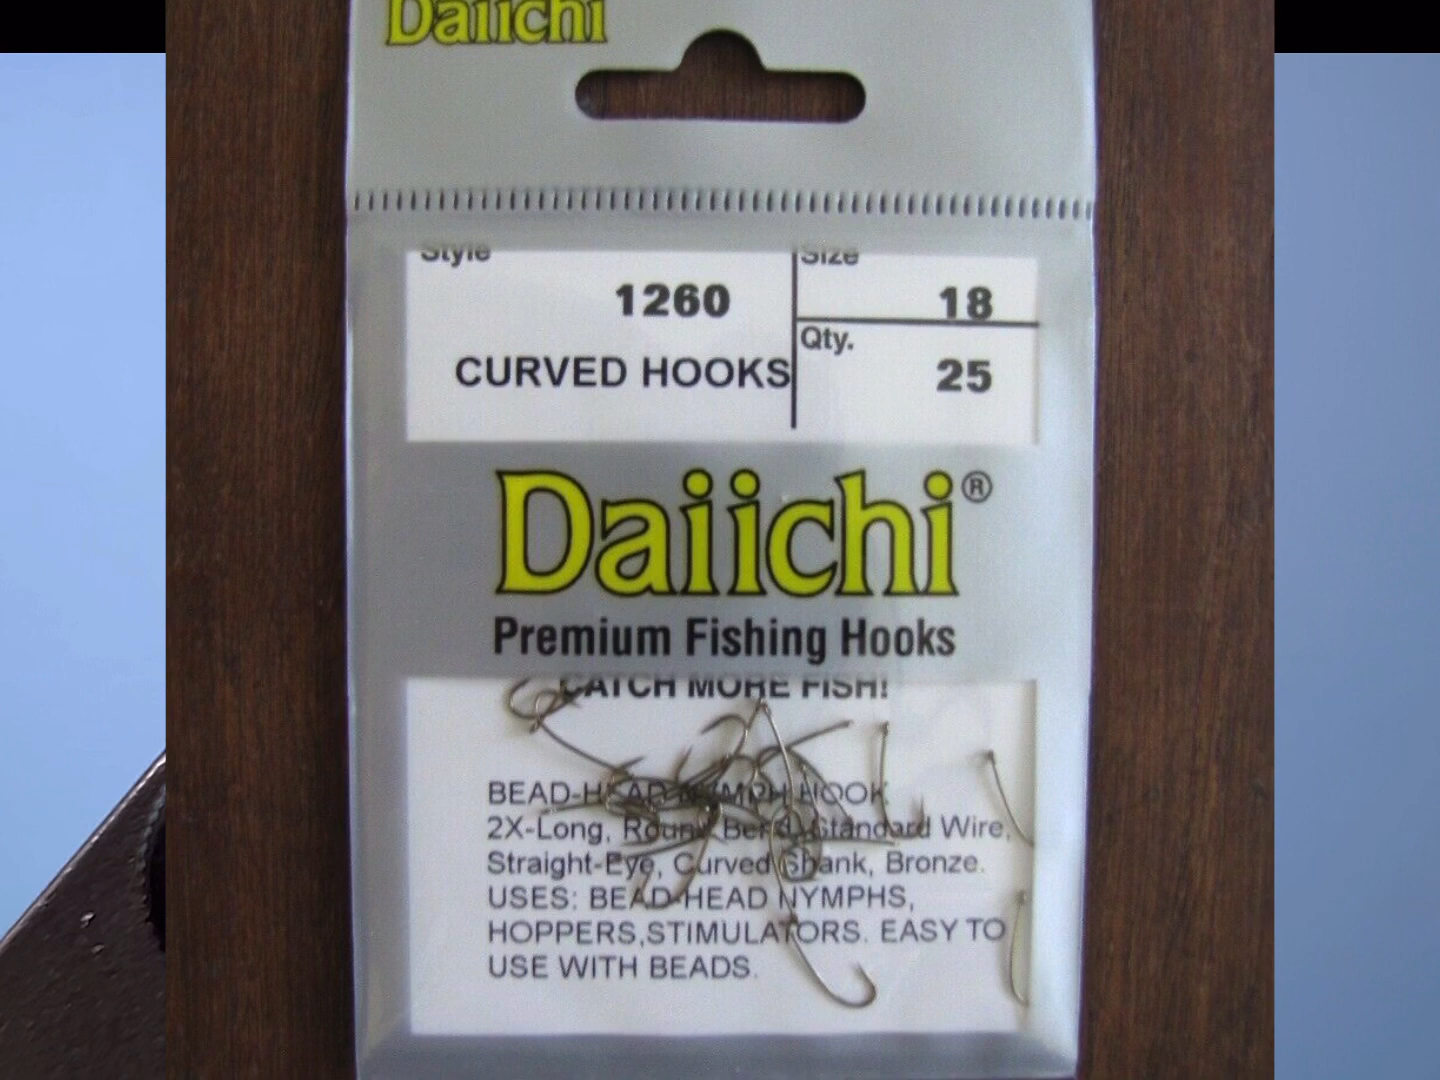 Daiichi
Style
1260
CURVED HOOKS
Size
18
Qty.
25
Daiichi®
Premium Fishing Hooks
CATCH MORE FISH!
BEAD-HEAD NYMPH HOOK
2X-Long, Round Bend, Standard Wire,
Straight-Eye, Curved Shank, Bronze.
USES: BEAD-HEAD NYMPHS,
HOPPERS,STIMULATORS. EASY TO
USE WITH BEADS.